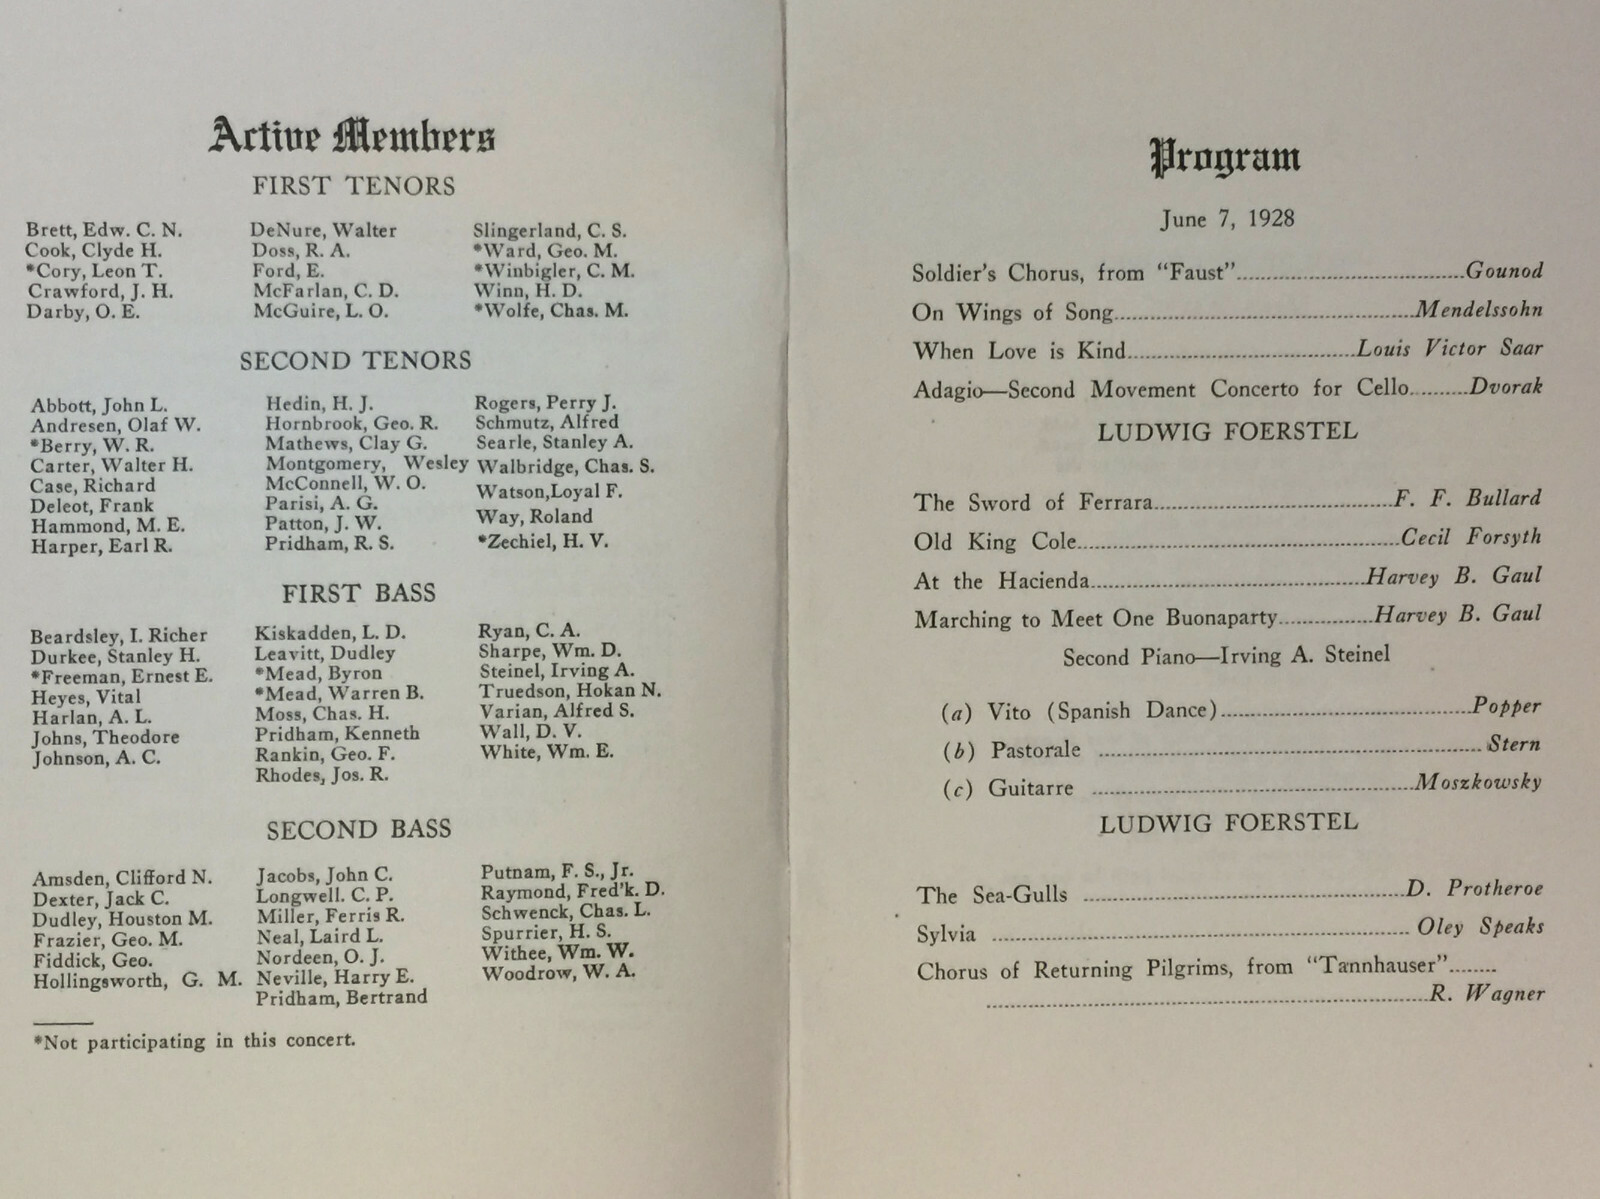 Active Members
FIRST TENORS
Brett, Edw. C. N.
Cook, Clyde H.
*Cory, Leon T.
Crawford, J. H.
Darby, O. E.
DeNure, Walter
Doss, R. A.
Ford, E.
McFarlan, C. D.
McGuire, L. O.
Slingerland, C. S.
*Ward, Geo. M.
*Winbigler, C. M.
Winn, H. D.
*Wolfe, Chas. M.
SECOND TENORS
Abbott, John L.
Andresen, Olaf W.
*Berry, W. R.
Carter, Walter H.
Case, Richard
Deleot, Frank
Hammond, M. E.
Harper, Earl R.
Hedin, H. J.
Hornbrook, Geo. R.
Mathews, Clay G.
Montgomery, Wesley
McConnell, W. O.
Parisi, A. G.
Patton, J. W.
Pridham, R. S.
Rogers, Perry J.
Schmutz, Alfred
Searle, Stanley A.
Walbridge, Chas. S.
Watson,Loyal F.
Way, Roland
*Zechiel, H. V.
FIRST BASS
Beardsley, I. Richer
Durkee, Stanley H.
*Freeman, Ernest E.
Heyes, Vital
Harlan, A. L.
Johns, Theodore
Johnson, A. C.
Kiskadden, L. D.
Leavitt, Dudley
*Mead, Byron
*Mead, Warren B.
Moss, Chas. H.
Pridham, Kenneth
Rankin, Geo. F.
Rhodes, Jos. R.
Ryan, C. A.
Sharpe, Wm. D.
Steinel, Irving A.
Truedson, Hokan N.
Varian, Alfred S.
Wall, D. V.
White, Wm. E.
SECOND BASS
Amsden, Clifford N.
Dexter, Jack C.
Dudley, Houston M.
Frazier, Geo. M.
Fiddick, Geo.
Hollingsworth, G. M.
Jacobs, John C.
Longwell. C. P.
Miller, Ferris R.
Neal, Laird L.
Nordeen, O. J.
Neville, Harry E.
Pridham, Bertrand
Putnam, F. S., Jr.
Raymond, Fred'k. D.
Schwenck, Chas. L.
Spurrier, H. S.
Withee, Wm. W.
Woodrow, W. A.
*Not participating in this concert.
Program
June 7, 1928
Soldier's Chorus, from "Faust"..........Gounod
On Wings of Song..........Mendelssohn
When Love is Kind..........Louis Victor Saar
Adagio—Second Movement Concerto for Cello..........Dvorak
LUDWIG FOERSTEL
The Sword of Ferrara..........F. F. Bullard
Old King Cole..........Cecil Forsyth
At the Hacienda..........Harvey B. Gaul
Marching to Meet One Buonaparty..........Harvey B. Gaul
Second Piano—Irving A. Steinel
(a) Vito (Spanish Dance)..........Popper
(b) Pastorale ..........Stern
(c) Guitarre ..........Moszkowsky
LUDWIG FOERSTEL
The Sea-Gulls ..........D. Protheroe
Sylvia ..........Oley Speaks
Chorus of Returning Pilgrims, from "Tannhauser"........
..........R. Wagner